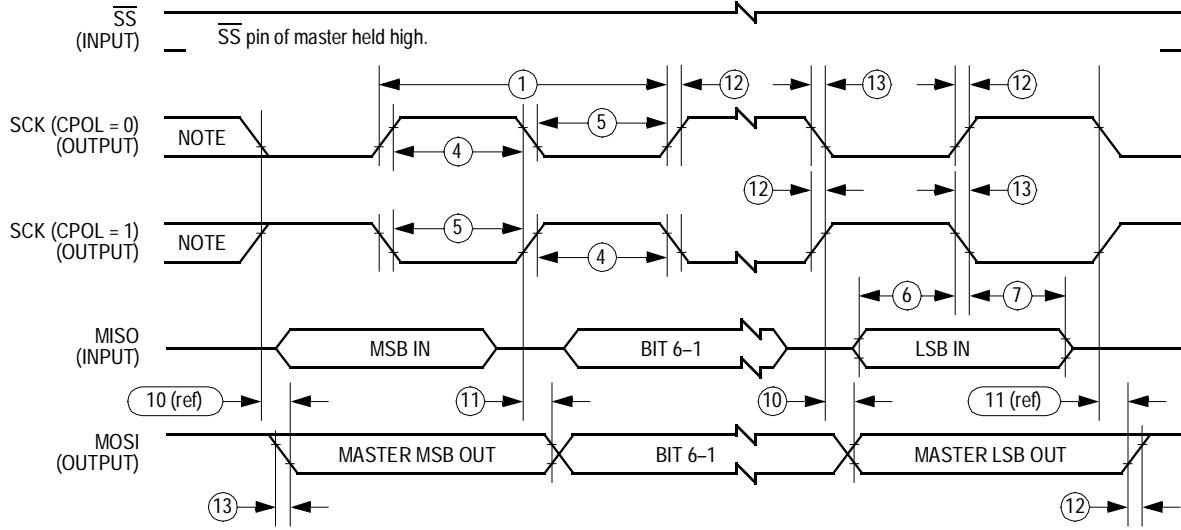 SS
(INPUT)
SS pin of master held high.
1
12
13
12
SCK (CPOL = 0)
(OUTPUT)
NOTE
5
4
12
13
SCK (CPOL = 1)
(OUTPUT)
NOTE
5
4
6
7
MISO
(INPUT)
MSB IN
BIT 6–1
LSB IN
10 (ref)
11
10
11 (ref)
MOSI
(OUTPUT)
MASTER MSB OUT
BIT 6–1
MASTER LSB OUT
13
12